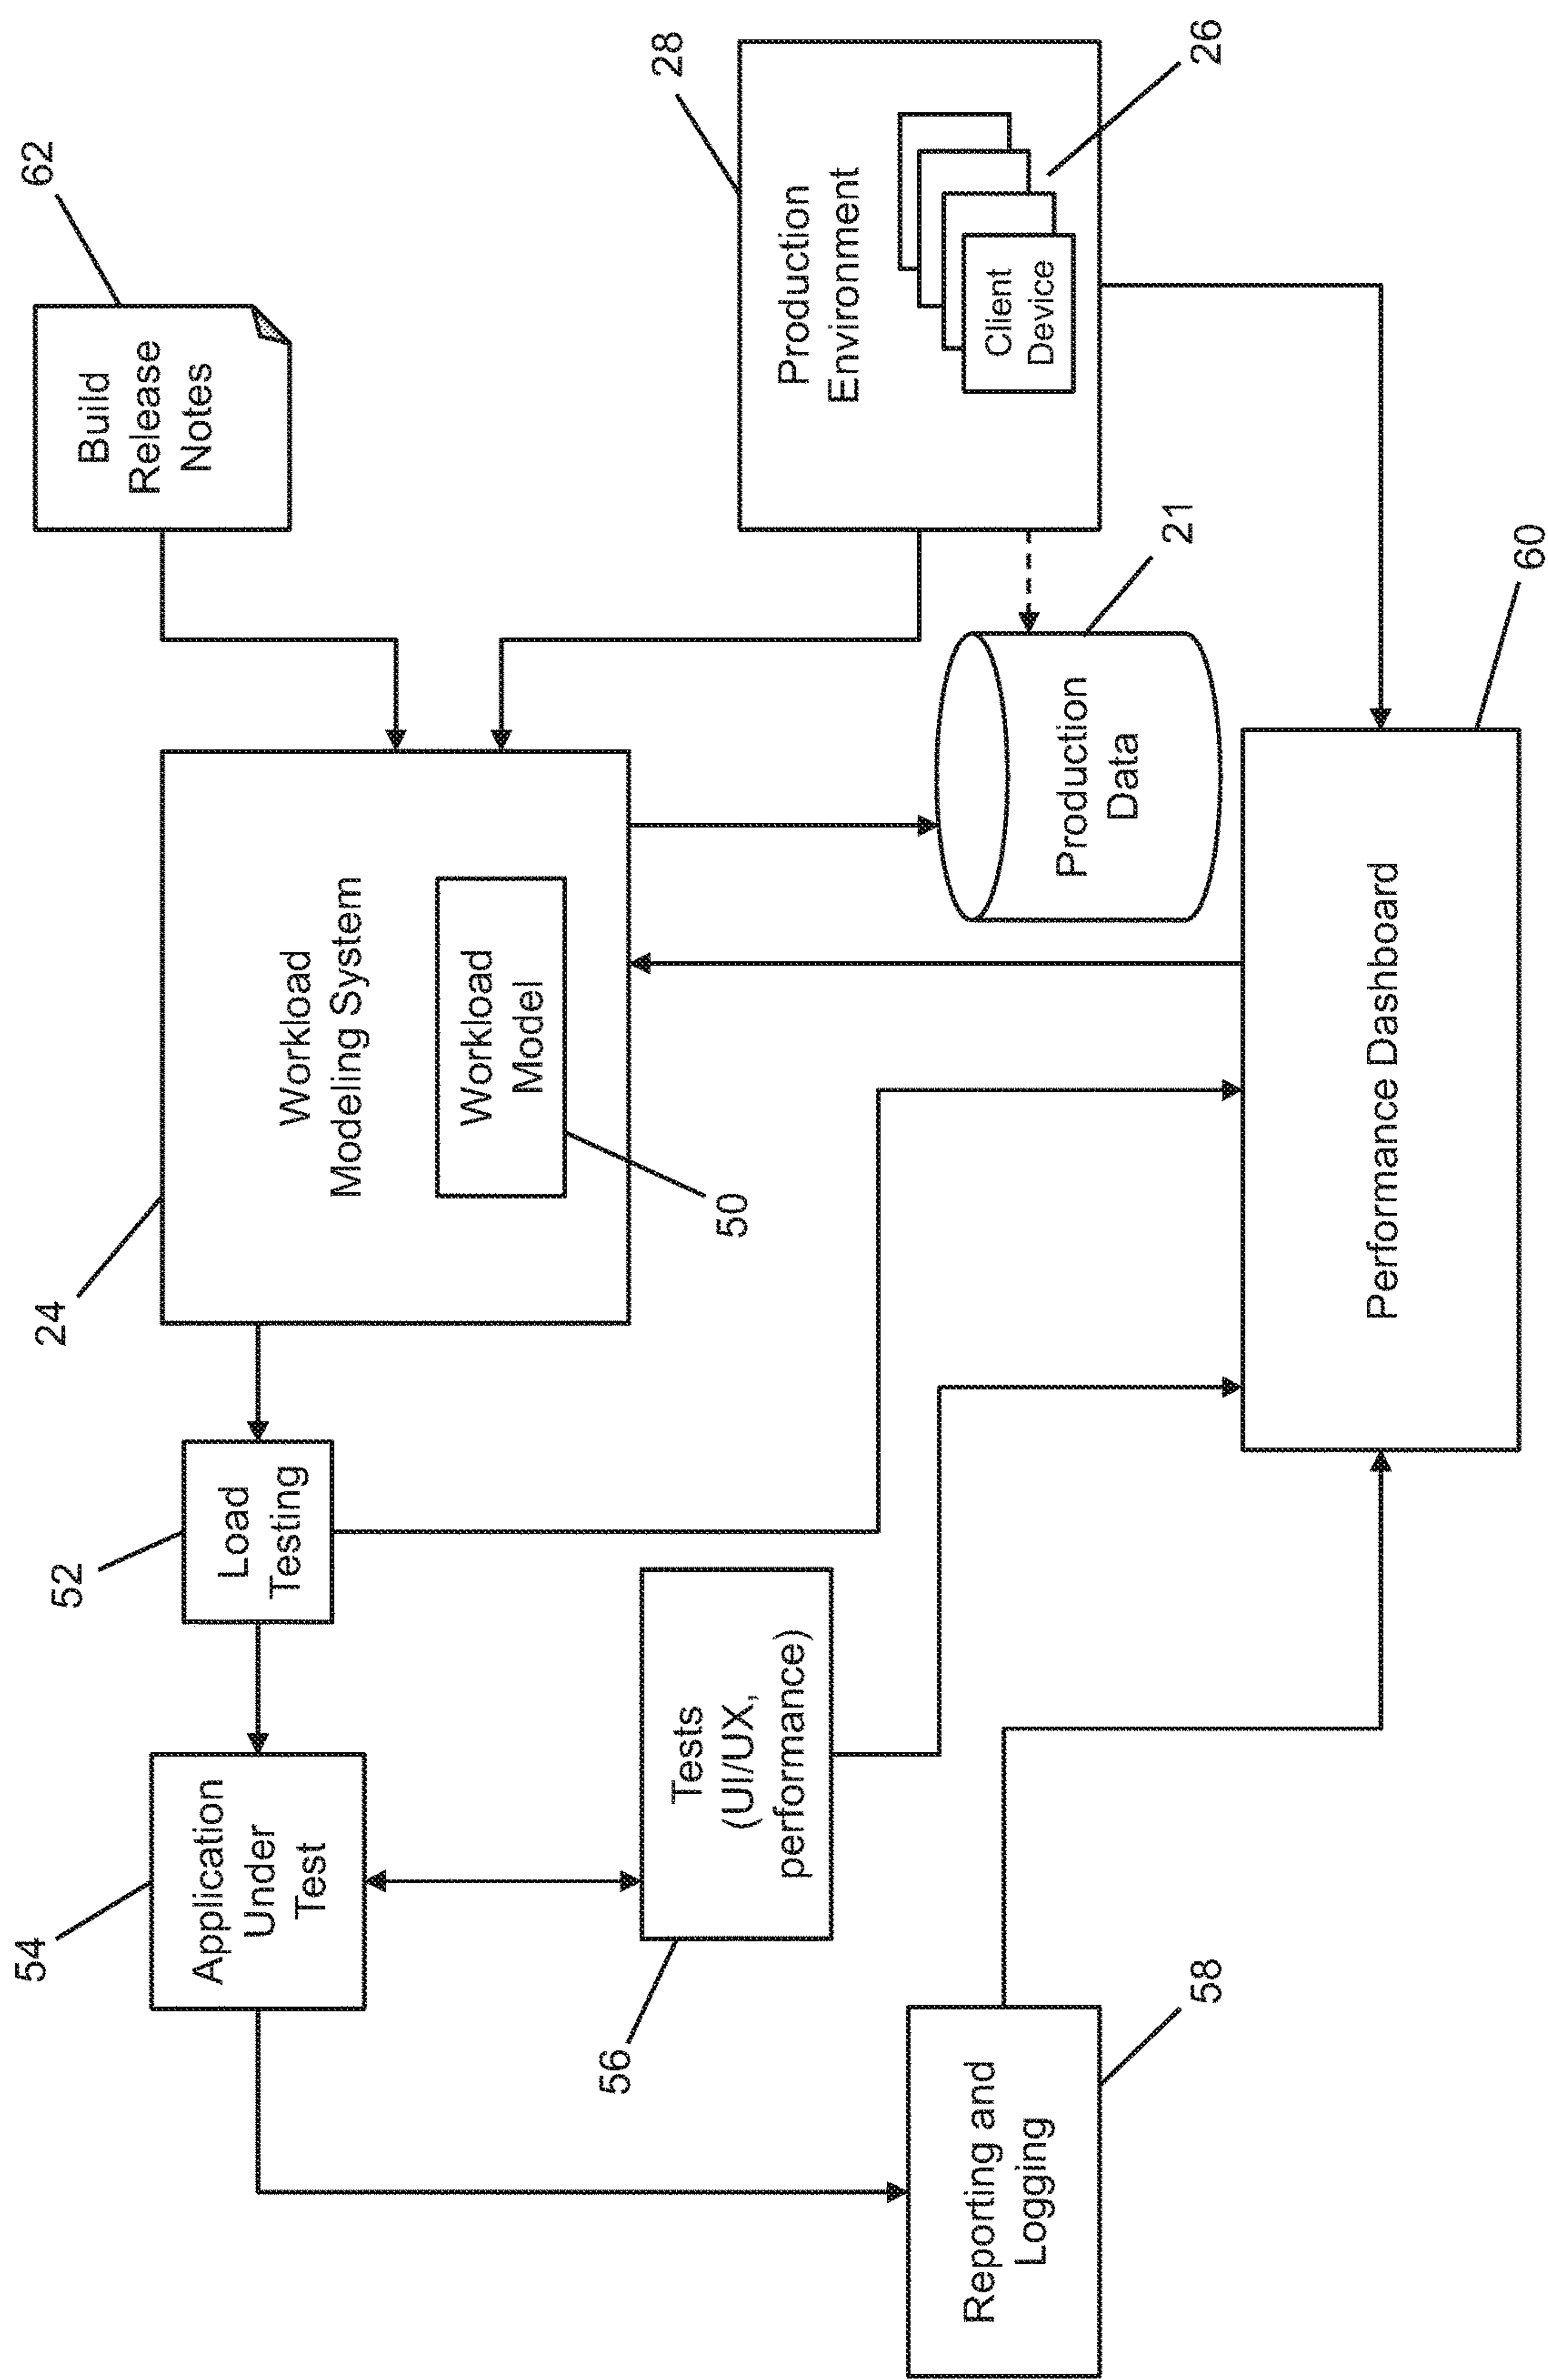 54
Application
Under
Test
52
Load
Testing
24
Workload
Modeling System
Workload
Model
50
62
Build
Release
Notes
56
Tests
(UI/UX,
performance)
28
Production
Environment
Client
Device
26
21
Production
Data
58
Reporting and
Logging
60
Performance Dashboard